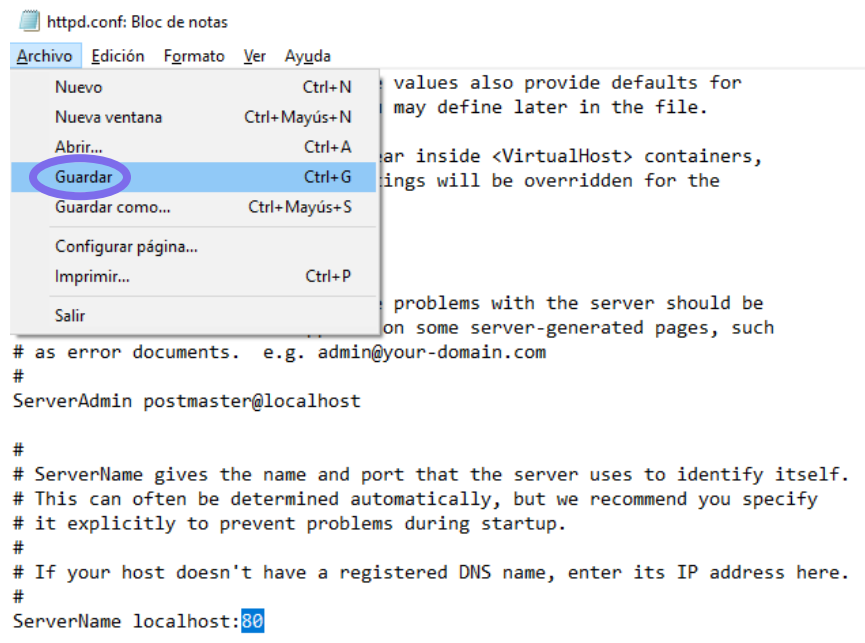 httpd.conf: Bloc de notas
Archivo Edición Formato Ver Ayuda
Nuevo Ctrl+N
Nueva ventana Ctrl+Mayús+N
Abrir... Ctrl+A
Guardar Ctrl+G
Guardar como... Ctrl+Mayús+S
Configurar página...
Imprimir... Ctrl+P
Salir
values also provide defaults for
may define later in the file.
inside <VirtualHost> containers,
will be overridden for the
problems with the server should be
on some server-generated pages, such
# as error documents.  e.g. admin@your-domain.com
#
ServerAdmin postmaster@localhost
#
# ServerName gives the name and port that the server uses to identify itself.
# This can often be determined automatically, but we recommend you specify
# it explicitly to prevent problems during startup.
#
# If your host doesn't have a registered DNS name, enter its IP address here.
#
ServerName localhost:80